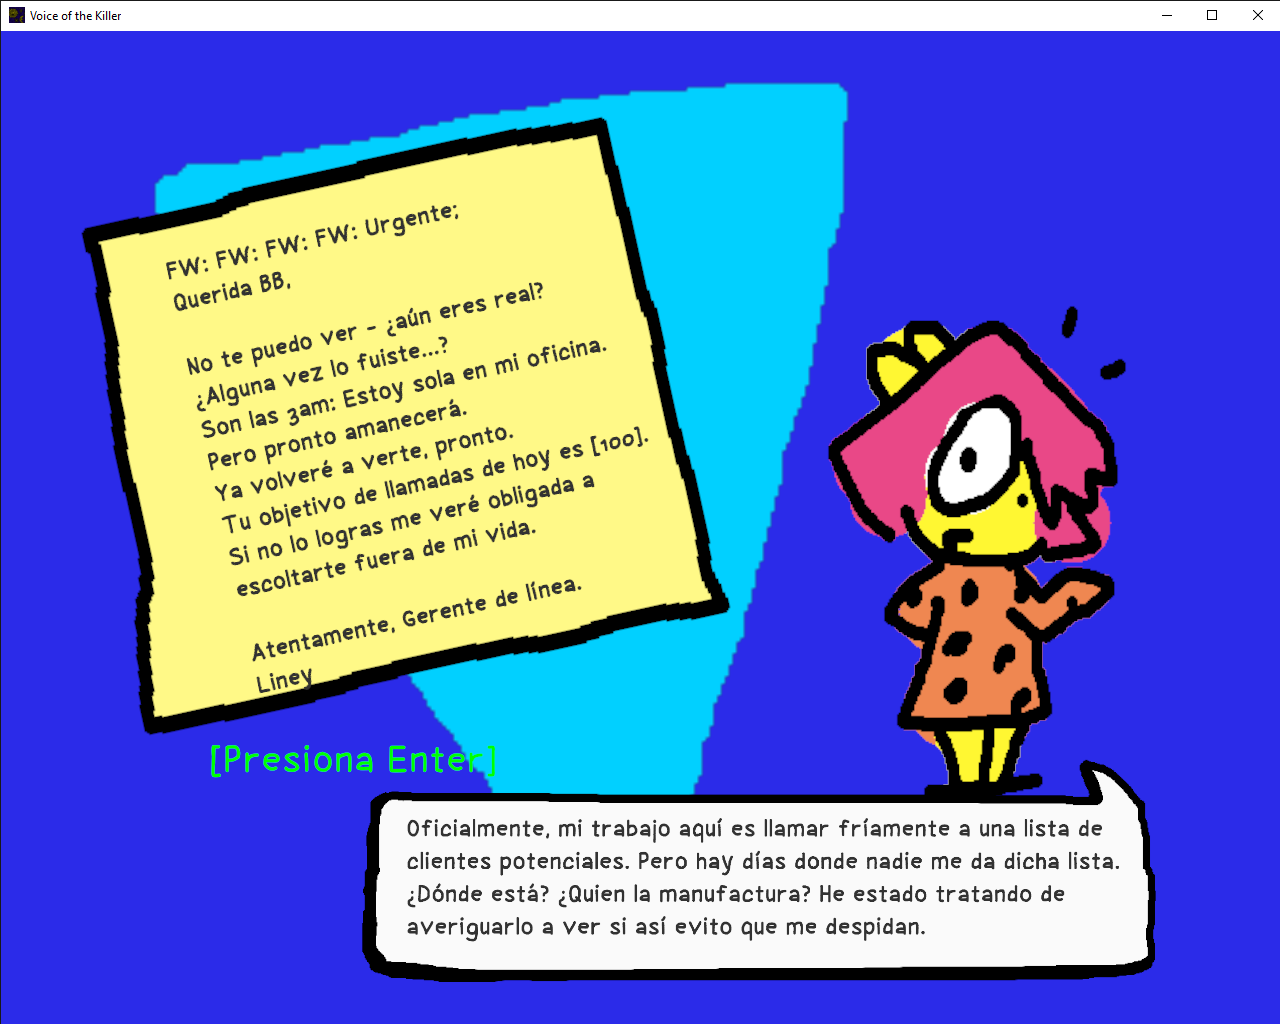 Voice of the Killer
FW: FW: FW: FW: Urgente;
Querida BB,
No te puedo ver - ¿aún eres real?
¿Alguna vez lo fuiste...?
Son las 3am: Estoy sola en mi oficina.
Pero pronto amanecerá.
Ya volveré a verte, pronto.
Tu objetivo de llamadas de hoy es [100].
Si no lo logras me veré obligada a
escoltarte fuera de mi vida.
Atentamente, Gerente de línea.
Liney
[Presiona Enter]
Oficialmente, mi trabajo aquí es llamar fríamente a una lista de
clientes potenciales. Pero hay días donde nadie me da dicha lista.
¿Dónde está? ¿Quien la manufactura? He estado tratando de
averiguarlo a ver si así evito que me despidan.